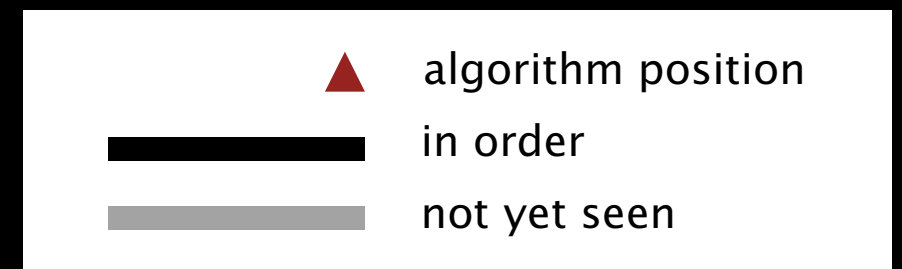 algorithm position
in order
not yet seen